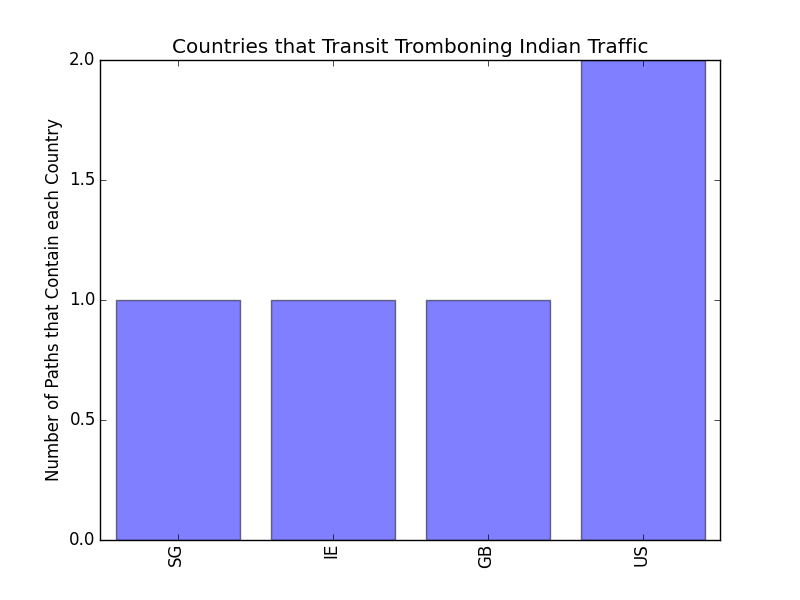 Countries that Transit Tromboning Indian Traffic
Number of Paths that Contain each Country
2.0
1.5
1.0
0.5
0.0
SG
IE
GB
US